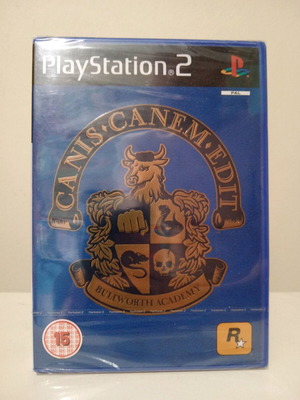 PlayStation®2
PAL
CANIS·CANEM·EDIT
BULLWORTH ACADEMY
15
R★